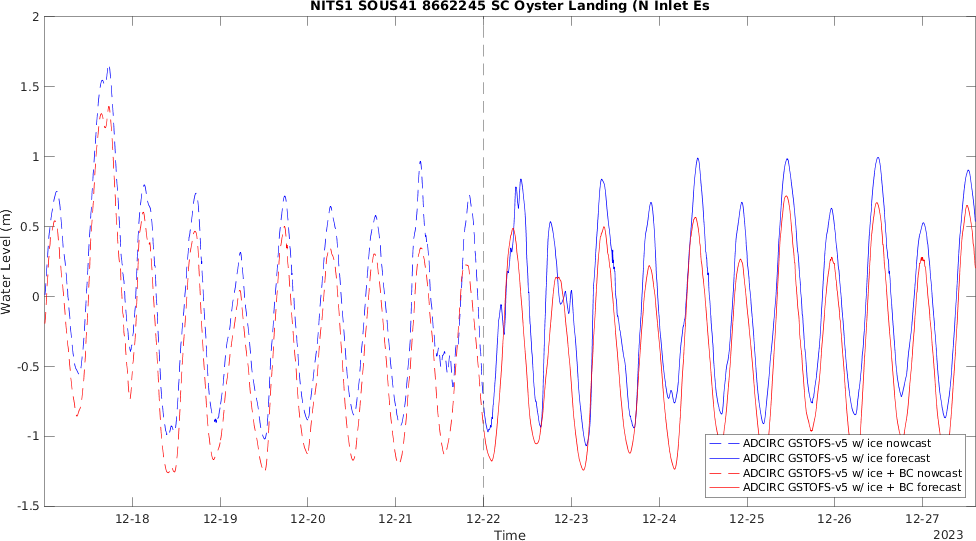 NITS1 SOUS41 8662245 SC Oyster Landing (N Inlet Es
Water Level (m)
2
1.5
1
0.5
0
-0.5
-1
-1.5
12-18
12-19
12-20
12-21
12-22
12-23
12-24
12-25
12-26
12-27
Time
2023
ADCIRC GSTOFS-v5 w/ ice nowcast
ADCIRC GSTOFS-v5 w/ ice forecast
ADCIRC GSTOFS-v5 w/ ice + BC nowcast
ADCIRC GSTOFS-v5 w/ ice + BC forecast